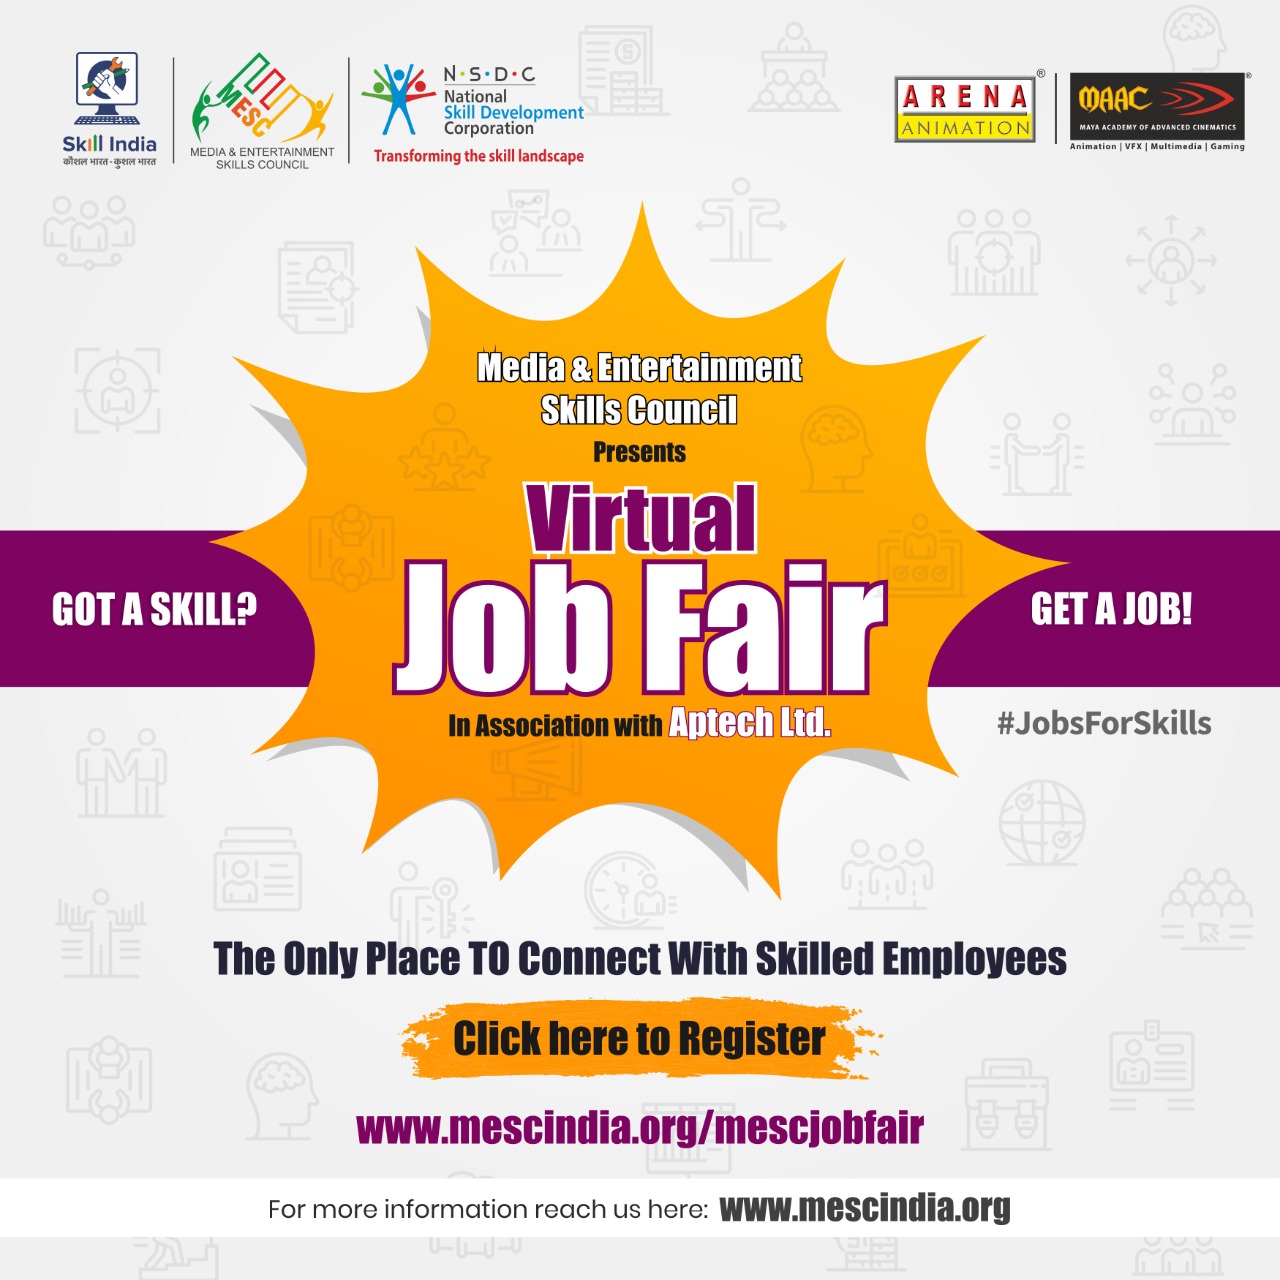 Skill India
कौशल भारत - कुशल भारत
MESC
MEDIA & ENTERTAINMENT
SKILLS COUNCIL
N·S·D·C
National
Skill Development
Corporation
Transforming the skill landscape
ARENA
ANIMATION
®
MAAC
MAYA ACADEMY OF ADVANCED CINEMATICS
Animation | VFX | Multimedia | Gaming
®
Media & Entertainment
Skills Council
Presents
Virtual
Job Fair
In Association with Aptech Ltd.
GOT A SKILL?
GET A JOB!
#JobsForSkills
The Only Place TO Connect With Skilled Employees
Click here to Register
www.mescindia.org/mescjobfair
For more information reach us here: www.mescindia.org